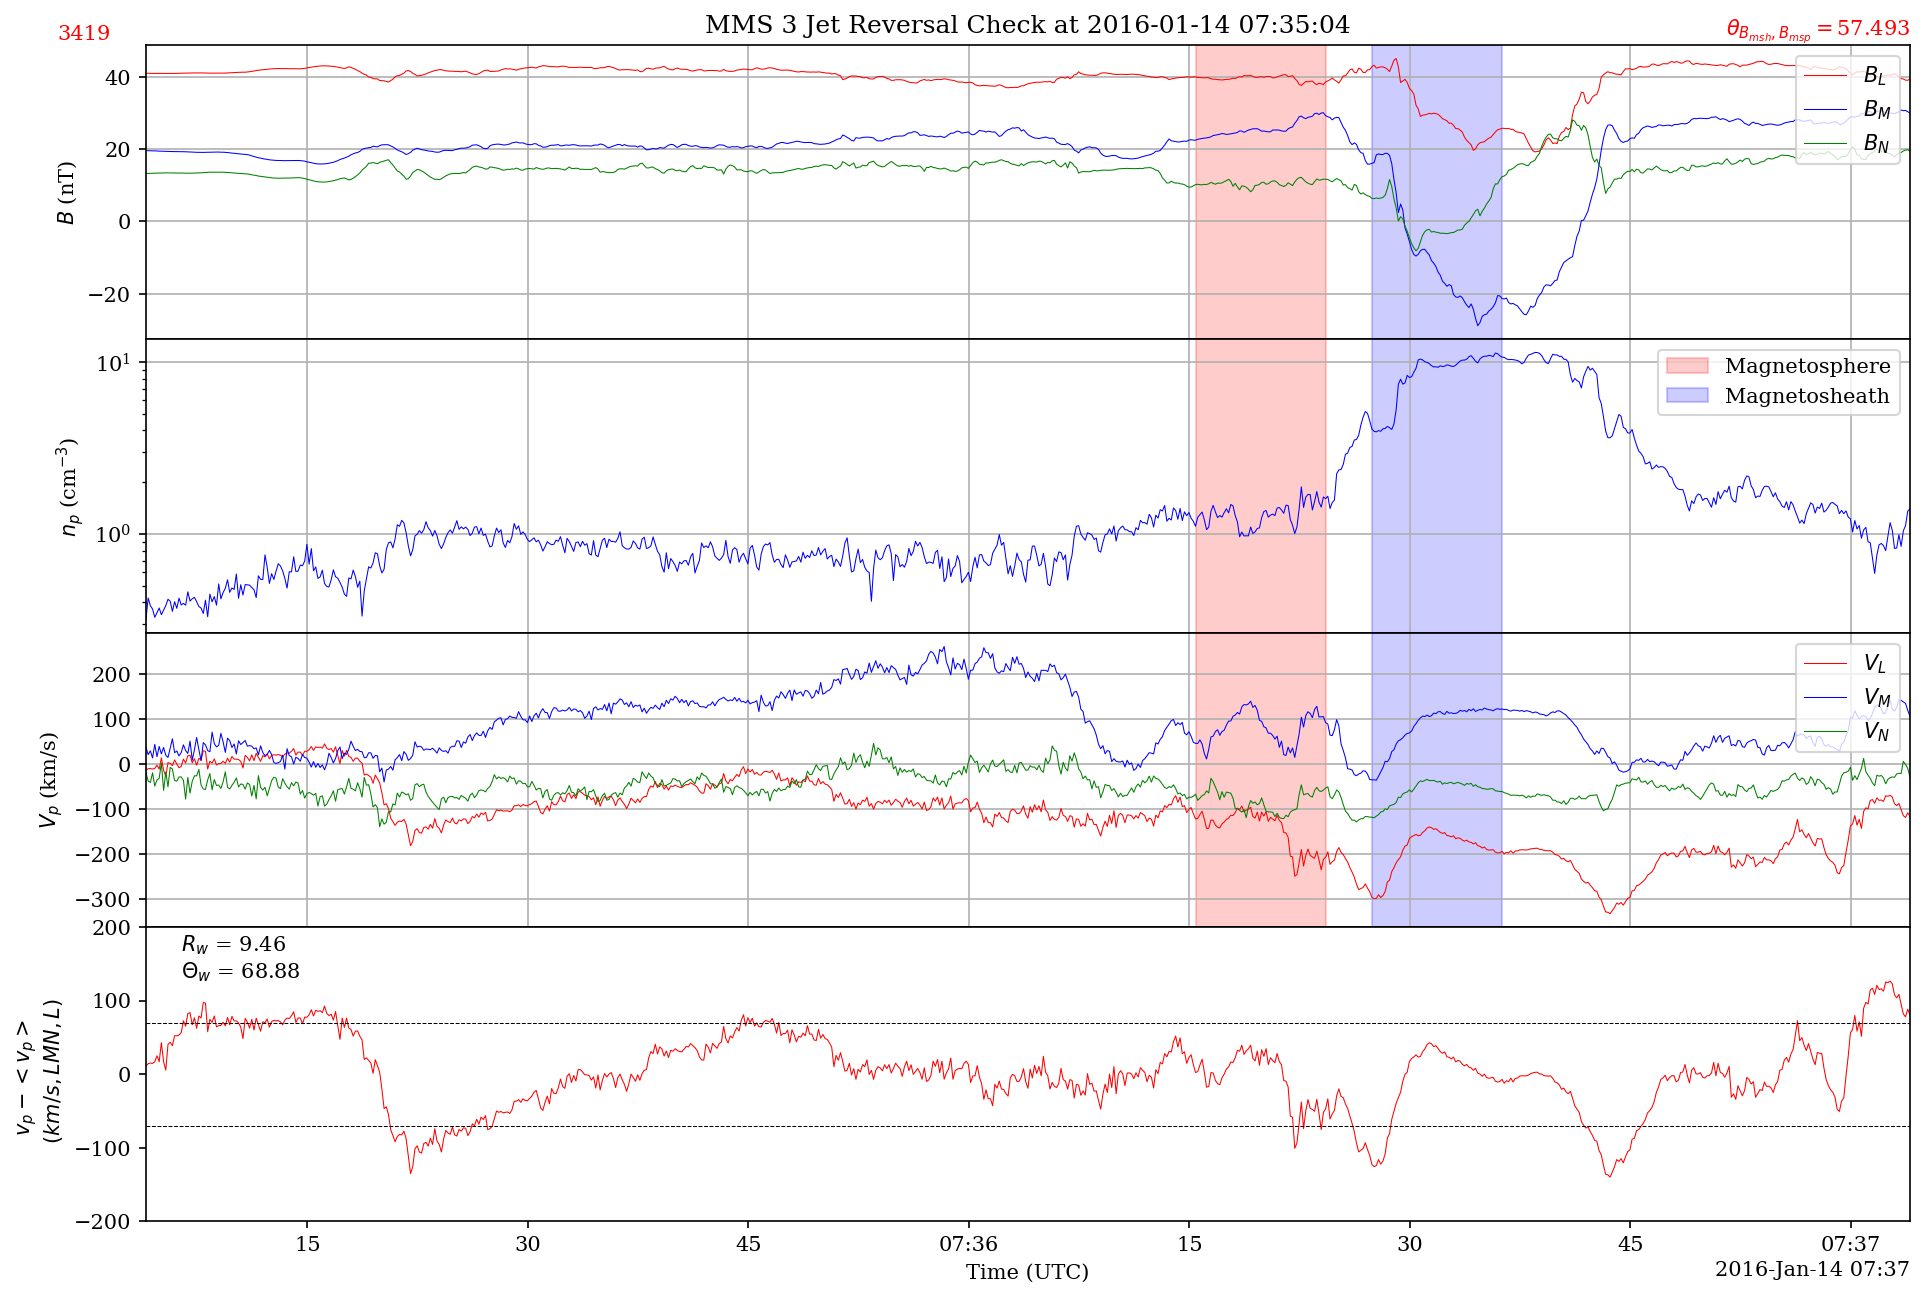 3419
MMS 3 Jet Reversal Check at 2016-01-14 07:35:04
θ_{B_{msh}, B_{msp}} = 57.493
B (nT)
40
20
0
−20
B_L
B_M
B_N
n_p (cm^{−3})
10^1
10^0
Magnetosphere
Magnetosheath
V_p (km/s)
200
100
0
−100
−200
−300
V_L
V_M
V_N
v_p − < v_p >
(km/s, LMN, L)
200
100
0
−100
−200
R_w = 9.46
Θ_w = 68.88
15 30 45 07:36 15 30 45 07:37
Time (UTC)
2016-Jan-14 07:37